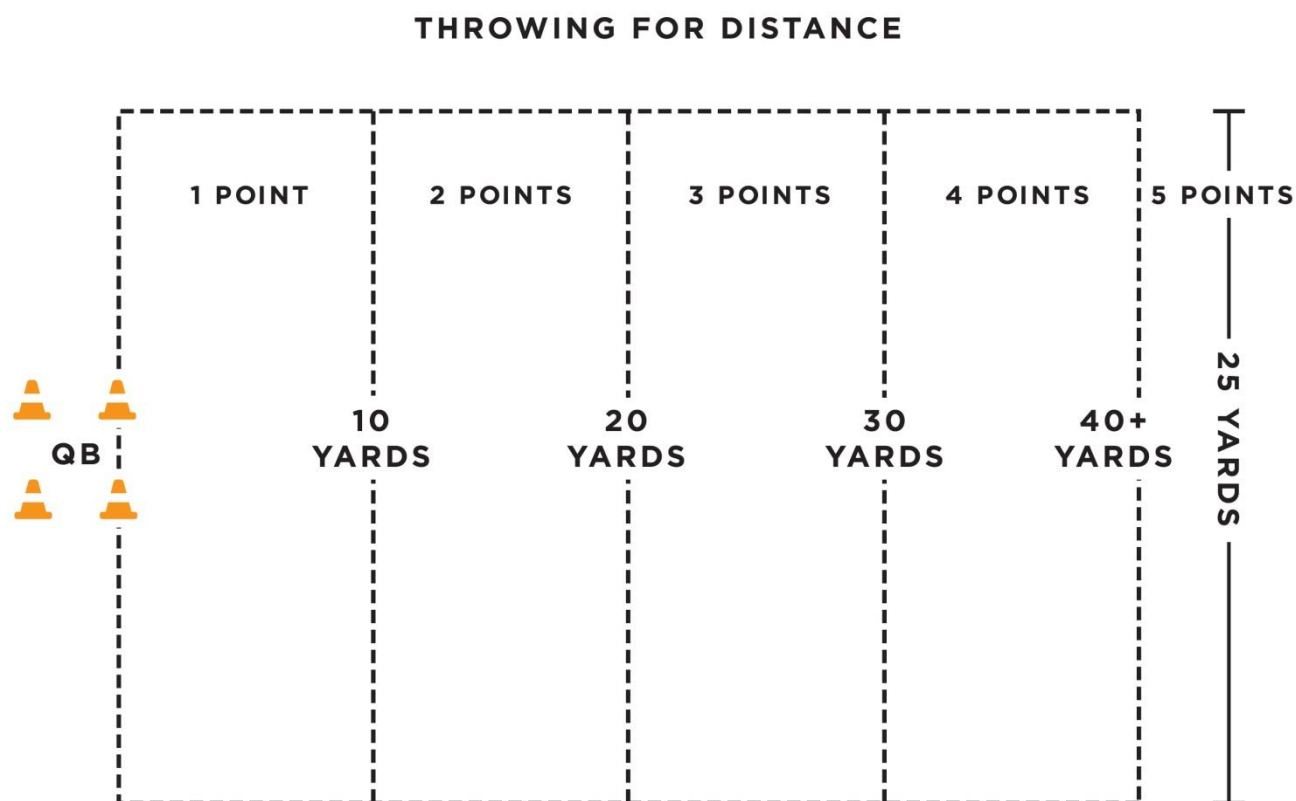 THROWING FOR DISTANCE
1 POINT
2 POINTS
3 POINTS
4 POINTS
5 POINTS
QB
10
YARDS
20
YARDS
30
YARDS
40+
YARDS
25 YARDS